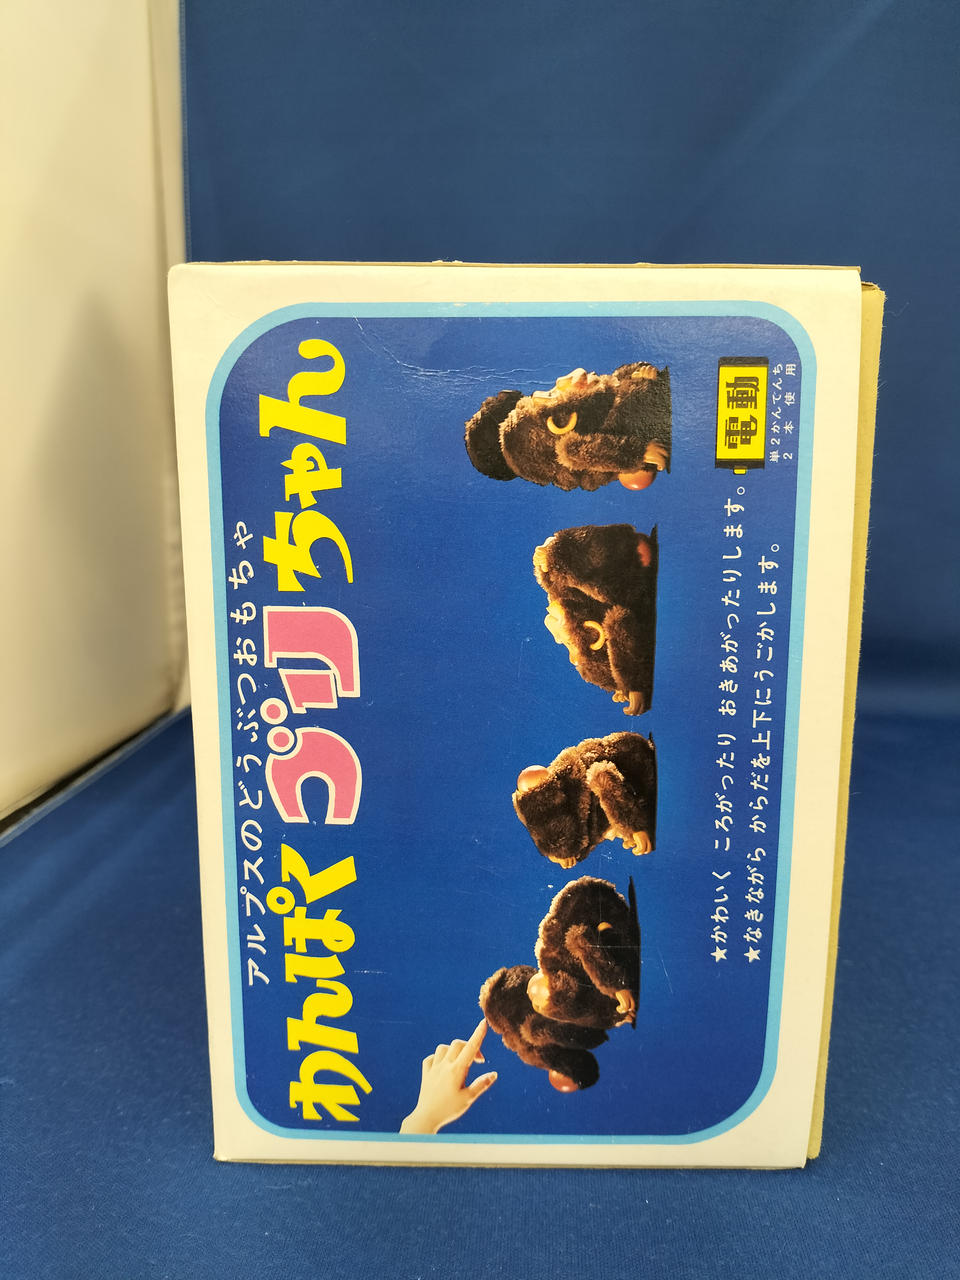 アルプスのどうぶつおもちゃ
わんぱくゴリちゃん
★かわいく ころがったり おきあがったりします。
★なきながら からだを上下にうごかします。
電動
単2かんてんち
2本使用